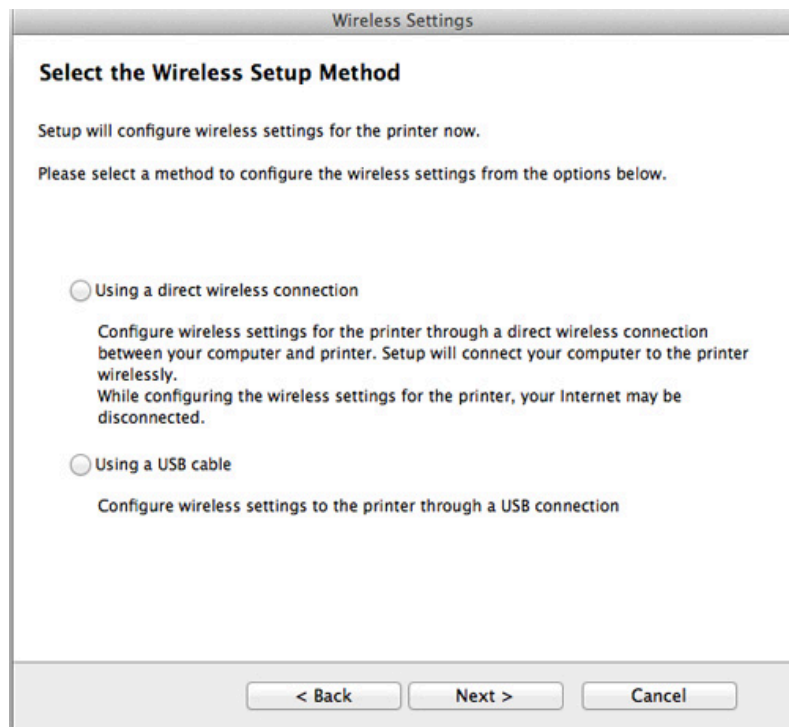 Wireless Settings
Select the Wireless Setup Method
Setup will configure wireless settings for the printer now.
Please select a method to configure the wireless settings from the options below.
Using a direct wireless connection
Configure wireless settings for the printer through a direct wireless connection
between your computer and printer. Setup will connect your computer to the printer
wirelessly.
While configuring the wireless settings for the printer, your Internet may be
disconnected.
Using a USB cable
Configure wireless settings to the printer through a USB connection
< Back Next > Cancel